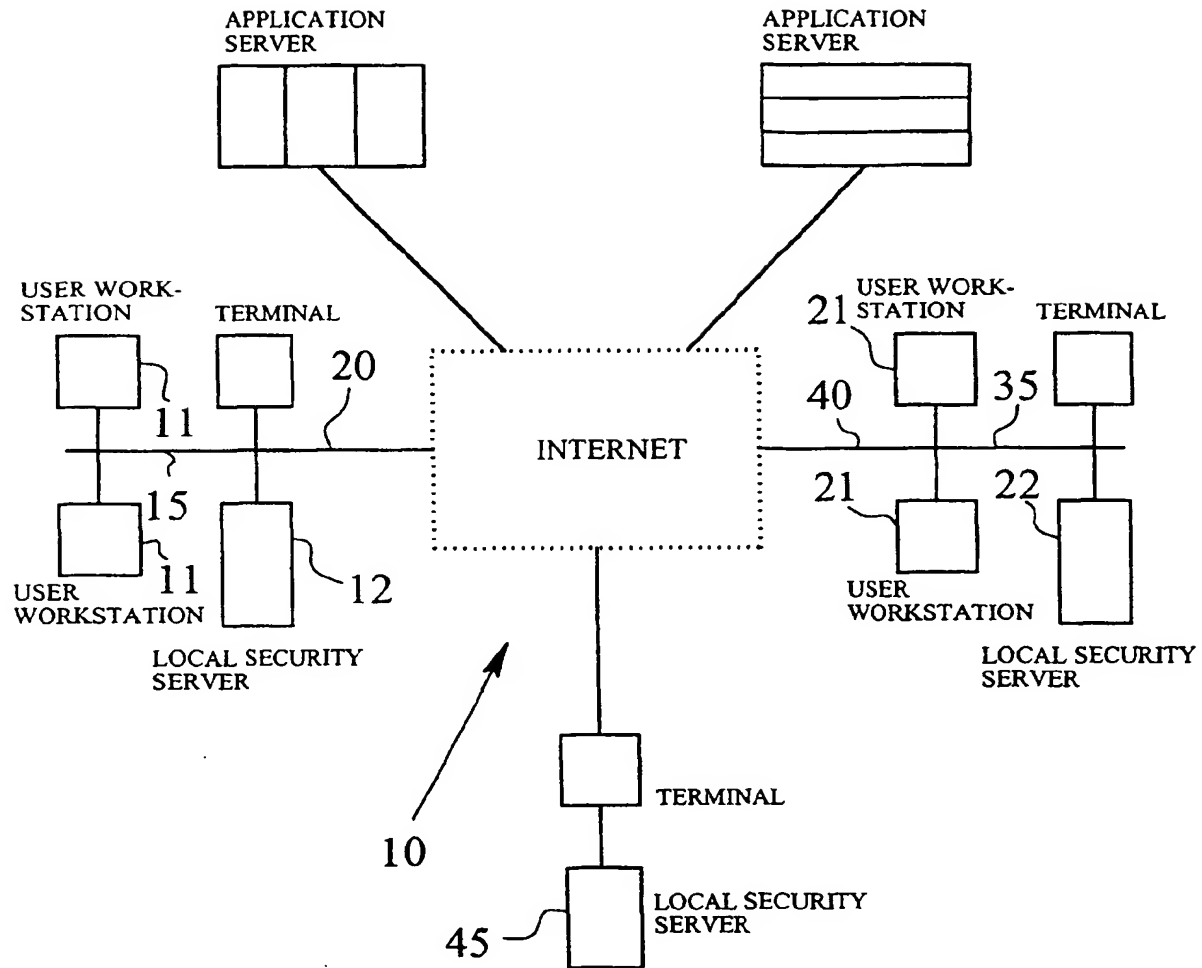 APPLICATION
SERVER
APPLICATION
SERVER
USER WORK-
STATION
TERMINAL
11
20
15
11
USER
WORKSTATION
12
LOCAL SECURITY
SERVER
INTERNET
USER WORK-
STATION
21
TERMINAL
40
35
21
22
USER
WORKSTATION
LOCAL SECURITY
SERVER
10
TERMINAL
45
LOCAL SECURITY
SERVER